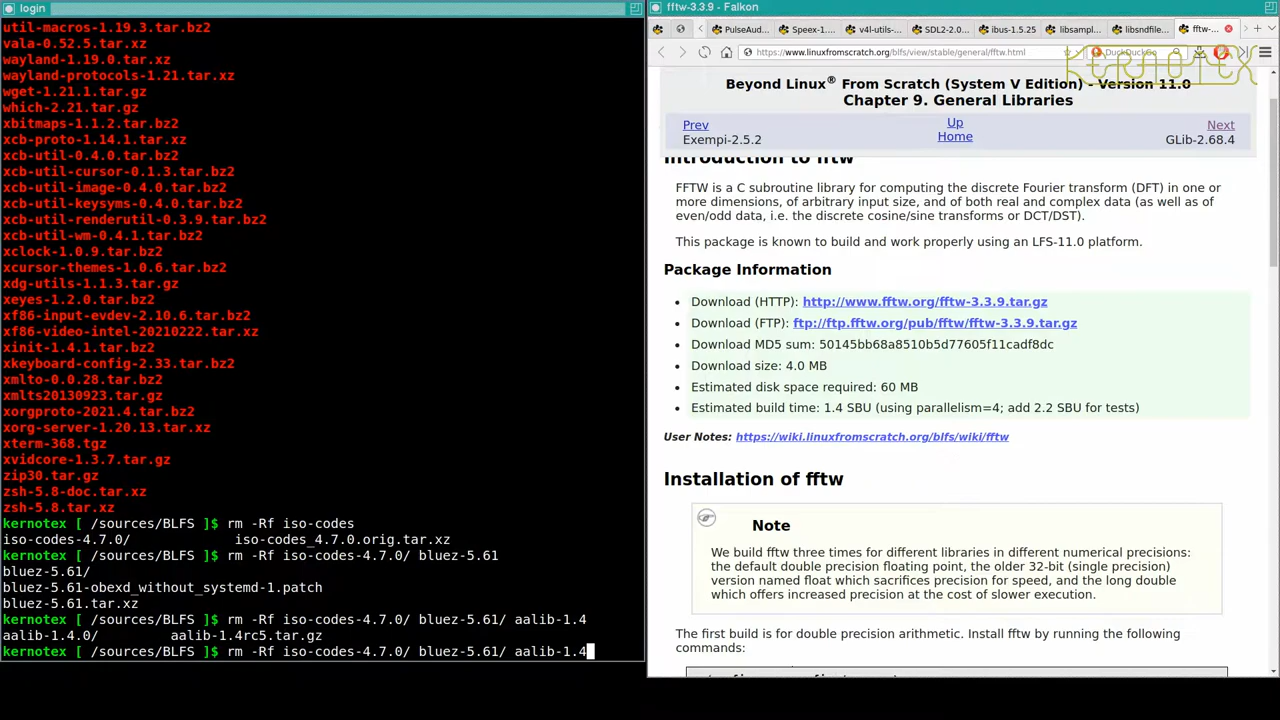 login
util-macros-1.19.3.tar.bz2
vala-0.52.5.tar.xz
wayland-1.19.0.tar.xz
wayland-protocols-1.21.tar.xz
wget-1.21.1.tar.gz
which-2.21.tar.gz
xbitmaps-1.1.2.tar.bz2
xcb-proto-1.14.1.tar.xz
xcb-util-0.4.0.tar.bz2
xcb-util-cursor-0.1.3.tar.bz2
xcb-util-image-0.4.0.tar.bz2
xcb-util-keysyms-0.4.0.tar.bz2
xcb-util-renderutil-0.3.9.tar.bz2
xcb-util-wm-0.4.1.tar.bz2
xclock-1.0.9.tar.bz2
xcursor-themes-1.0.6.tar.bz2
xdg-utils-1.1.3.tar.gz
xeyes-1.2.0.tar.bz2
xf86-input-evdev-2.10.6.tar.bz2
xf86-video-intel-20210222.tar.xz
xinit-1.4.1.tar.bz2
xkeyboard-config-2.33.tar.bz2
xmlto-0.0.28.tar.bz2
xmlts20130923.tar.gz
xorgproto-2021.4.tar.bz2
xorg-server-1.20.13.tar.xz
xterm-368.tgz
xvidcore-1.3.7.tar.gz
zip30.tar.gz
zsh-5.8-doc.tar.xz
zsh-5.8.tar.xz
kernotex [ /sources/BLFS ]$ rm -Rf iso-codes
iso-codes-4.7.0/ iso-codes_4.7.0.orig.tar.xz
kernotex [ /sources/BLFS ]$ rm -Rf iso-codes-4.7.0/ bluez-5.61
bluez-5.61/
bluez-5.61-obexd_without_systemd-1.patch
bluez-5.61.tar.xz
kernotex [ /sources/BLFS ]$ rm -Rf iso-codes-4.7.0/ bluez-5.61/ aalib-1.4
aalib-1.4.0/ aalib-1.4rc5.tar.gz
kernotex [ /sources/BLFS ]$ rm -Rf iso-codes-4.7.0/ bluez-5.61/ aalib-1.4
fftw-3.3.9 - Falkon
PulseAud... Speex-1.... v4l-utils-... SDL2-2.0... ibus-1.5.25 libsampl... libsndfile... fftw-...
https://www.linuxfromscratch.org/blfs/view/stable/general/fftw.html DuckDuckGo
KERNOTEX
Beyond Linux® From Scratch (System V Edition) - Version 11.0
Chapter 9. General Libraries
Prev Up Next
Exempi-2.5.2 Home GLib-2.68.4
Introduction to fftw
FFTW is a C subroutine library for computing the discrete Fourier transform (DFT) in one or
more dimensions, of arbitrary input size, and of both real and complex data (as well as of
even/odd data, i.e. the discrete cosine/sine transforms or DCT/DST).
This package is known to build and work properly using an LFS-11.0 platform.
Package Information
• Download (HTTP): http://www.fftw.org/fftw-3.3.9.tar.gz
• Download (FTP): ftp://ftp.fftw.org/pub/fftw/fftw-3.3.9.tar.gz
• Download MD5 sum: 50145bb68a8510b5d77605f11cadf8dc
• Download size: 4.0 MB
• Estimated disk space required: 60 MB
• Estimated build time: 1.4 SBU (using parallelism=4; add 2.2 SBU for tests)
User Notes: https://wiki.linuxfromscratch.org/blfs/wiki/fftw
Installation of fftw
Note
We build fftw three times for different libraries in different numerical precisions:
the default double precision floating point, the older 32-bit (single precision)
version named float which sacrifices precision for speed, and the long double
which offers increased precision at the cost of slower execution.
The first build is for double precision arithmetic. Install fftw by running the following
commands: